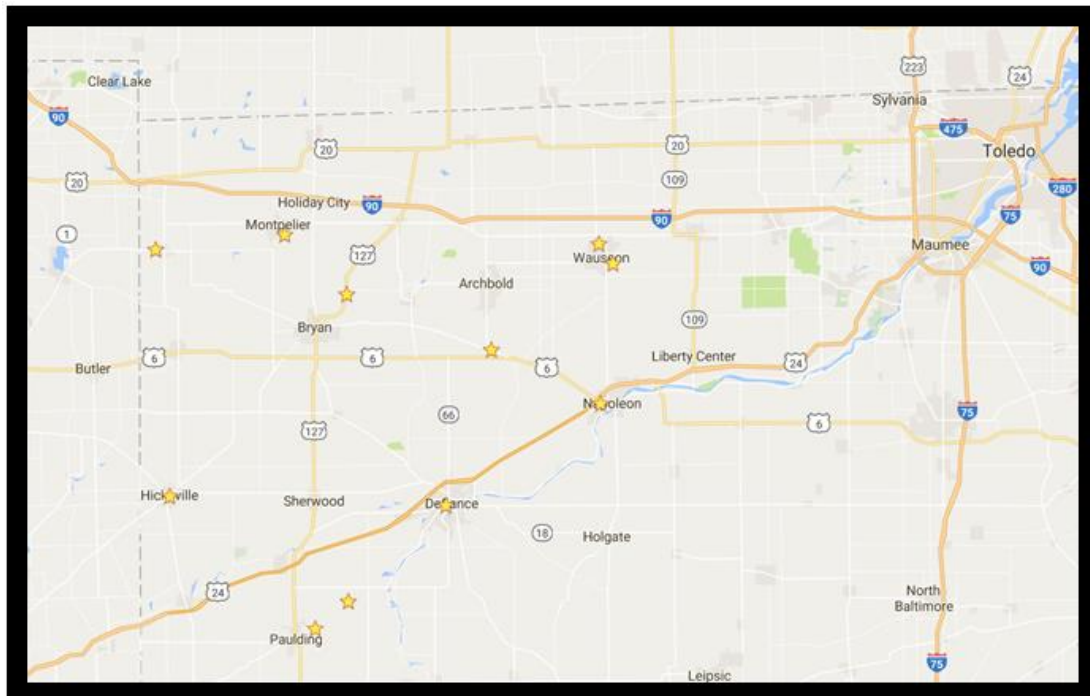 Clear Lake
223
24
Sylvania
90
475
20
20
Toledo
20
109
280
Holiday City
90
90
75
1
Montpelier
127
Wauseon
Maumee
90
Archbold
109
Bryan
6
6
Liberty Center
24
Butler
6
Napoleon
75
66
6
127
Hicksville
Sherwood
Defiance
18
Holgate
24
North
Baltimore
Paulding
75
Leipsic